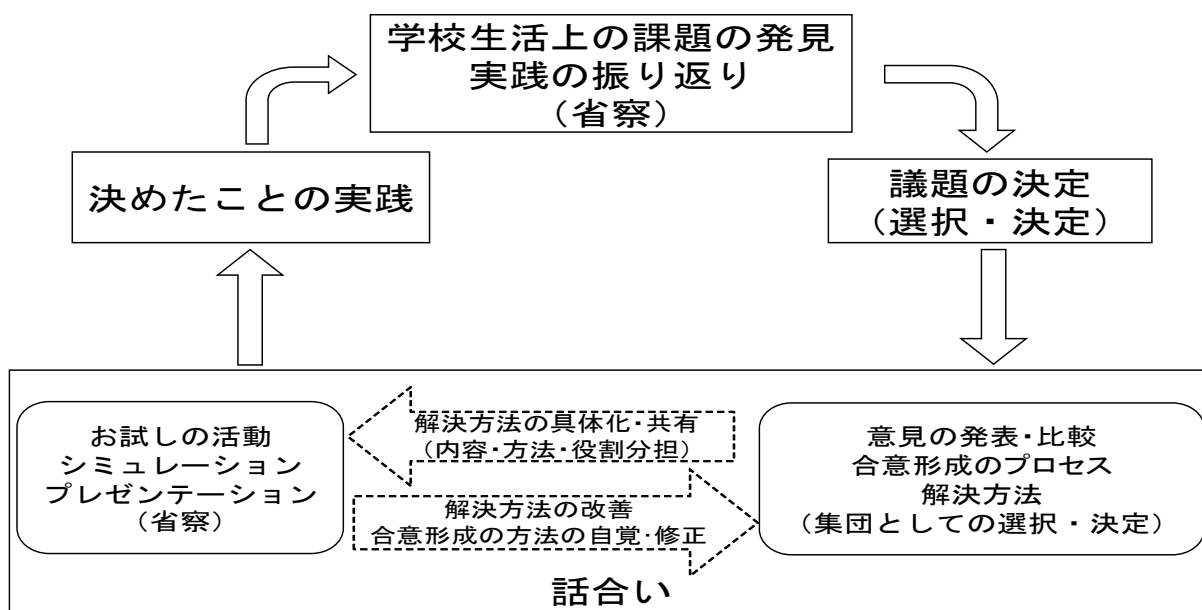 学校生活上の課題の発見
実践の振り返り
（省察）
議題の決定
（選択・決定）
決めたことの実践
お試しの活動
シミュレーション
プレゼンテーション
（省察）
解決方法の具体化・共有
（内容・方法・役割分担）
解決方法の改善
合意形成の方法の自覚・修正
意見の発表・比較
合意形成のプロセス
解決方法
（集団としての選択・決定）
話合い